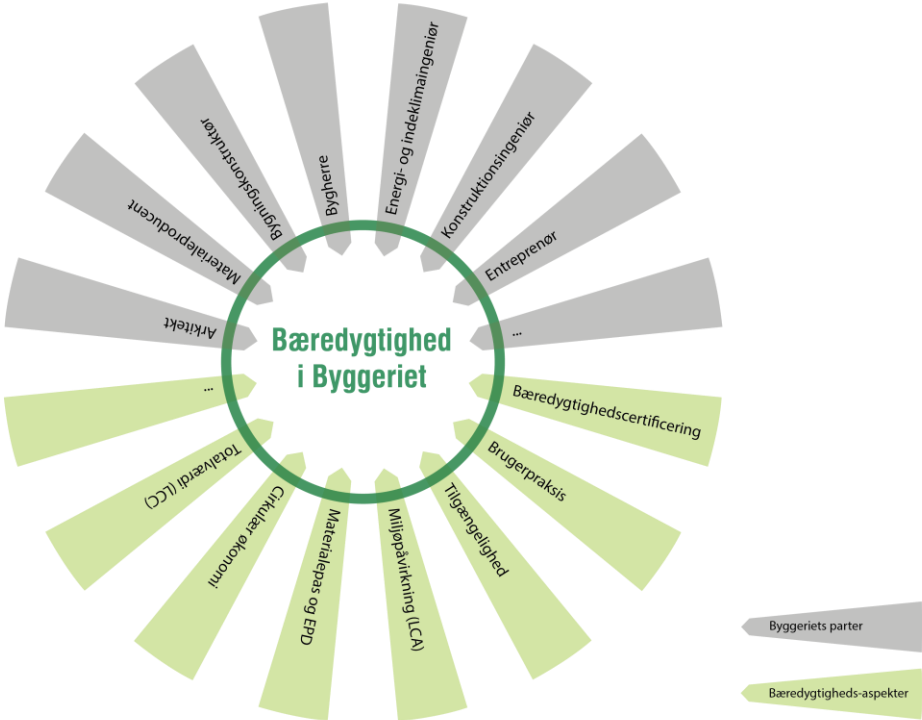 Bæredygtighed
i Byggeriet
Arkitekt
Materialeproducent
Bygningskonstruktør
Bygherre
Energi- og indeklimaingeniør
Konstruktionsingeniør
Entreprenør
...
Bæredygtighedscertificering
Brugerpraksis
Tilgængelighed
Miljøpåvirkning (LCA)
Materialepas og EPD
Cirkulær økonomi
Totalværdi (LCC)
...
Byggeriets parter
Bæredygtigheds-aspekter